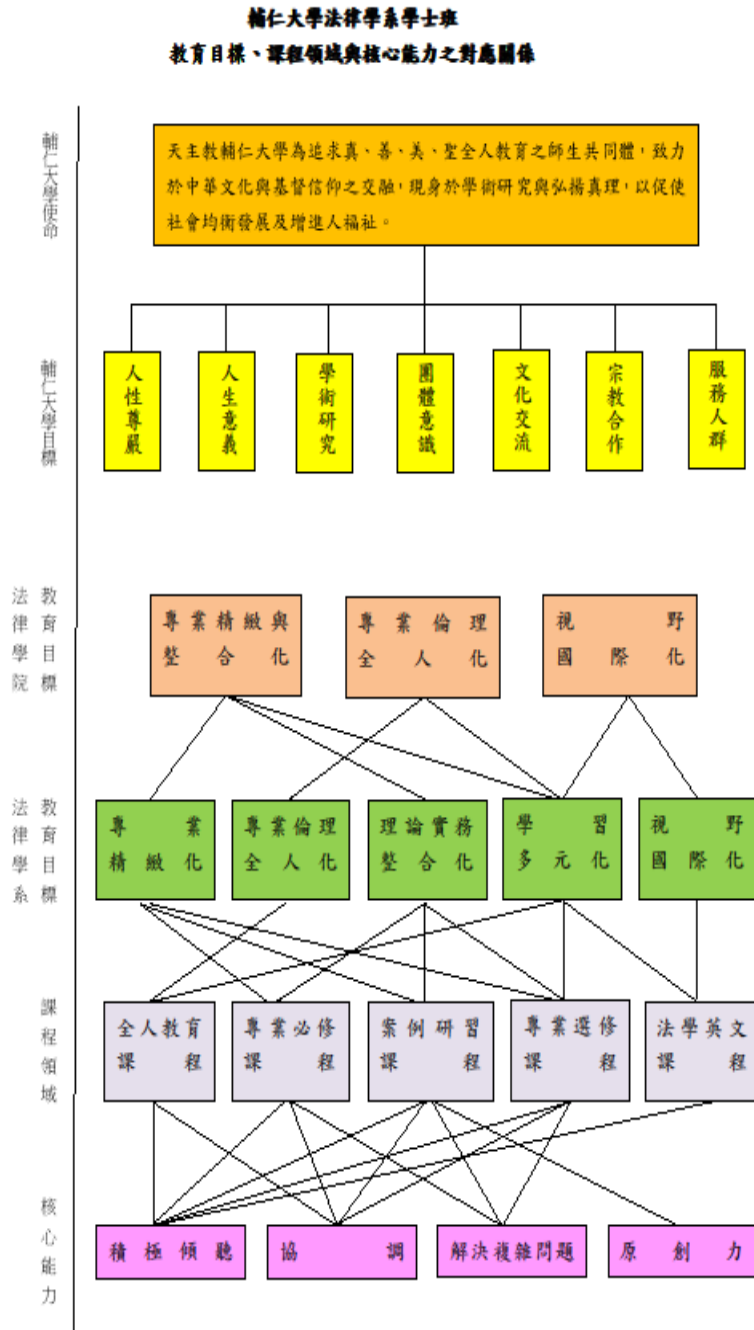 輔仁大學法律學系學士班
教育目標、課程領域與核心能力之對應關係
輔仁大學使命
天主教輔仁大學為追求真、善、美、聖全人教育之師生共同體，致力
於中華文化與基督信仰之交融，現身於學術研究與弘揚真理，以促使
社會均衡發展及增進人福祉。
輔仁大學目標
人性尊嚴
人生意義
學術研究
團體意識
文化交流
宗教合作
服務人群
法律學院
教育目標
專業精緻與
整合化
專業倫理
全人化
視野
國際化
法律學系
教育目標
專業
精緻化
專業倫理
全人化
理論實務
整合化
學習
多元化
視野
國際化
課程領域
全人教育
課程
專業必修
課程
案例研習
課程
專業選修
課程
法學英文
課程
核心能力
積極傾聽
協調
解決複雜問題
原創力